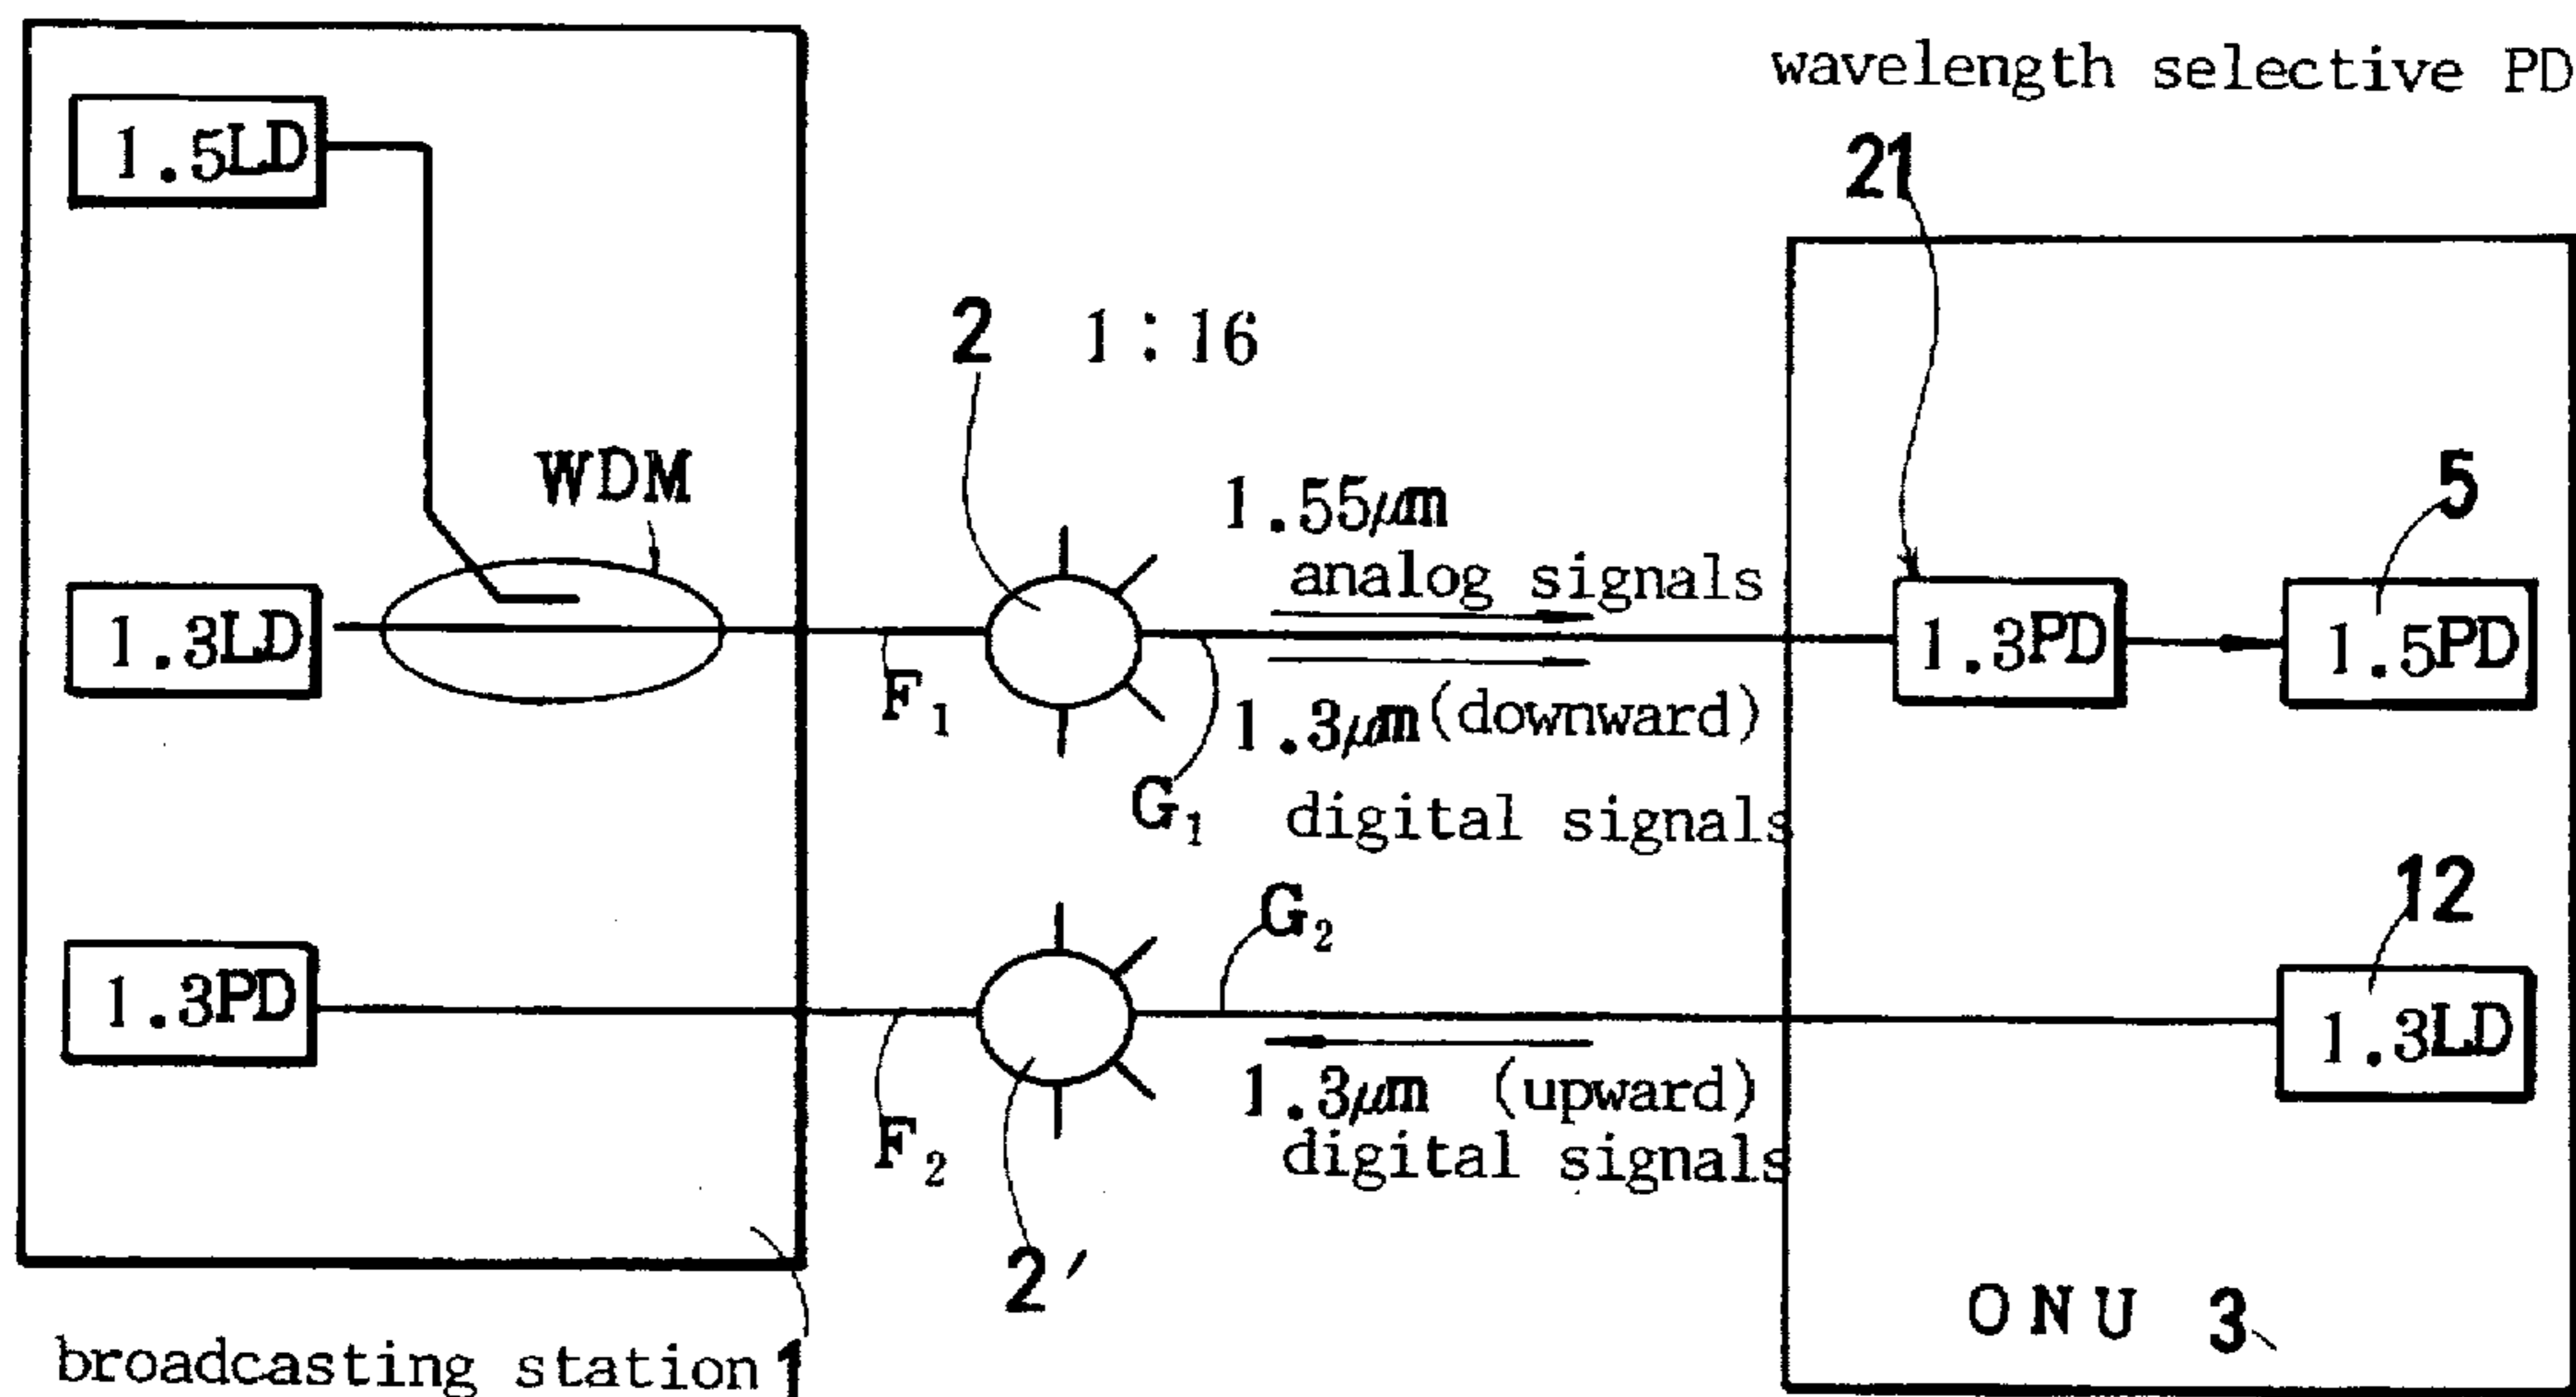 wavelength selective PD
1.5LD
21
2 1:16
WDM
1.55μm
analog signals
5
1.3LD
1.3PD
1.5PD
F1
1.3μm(downward)
G1
digital signals
G2
12
1.3PD
1.3LD
F2
1.3μm (upward)
digital signals
2′
ONU 3
broadcasting station 1